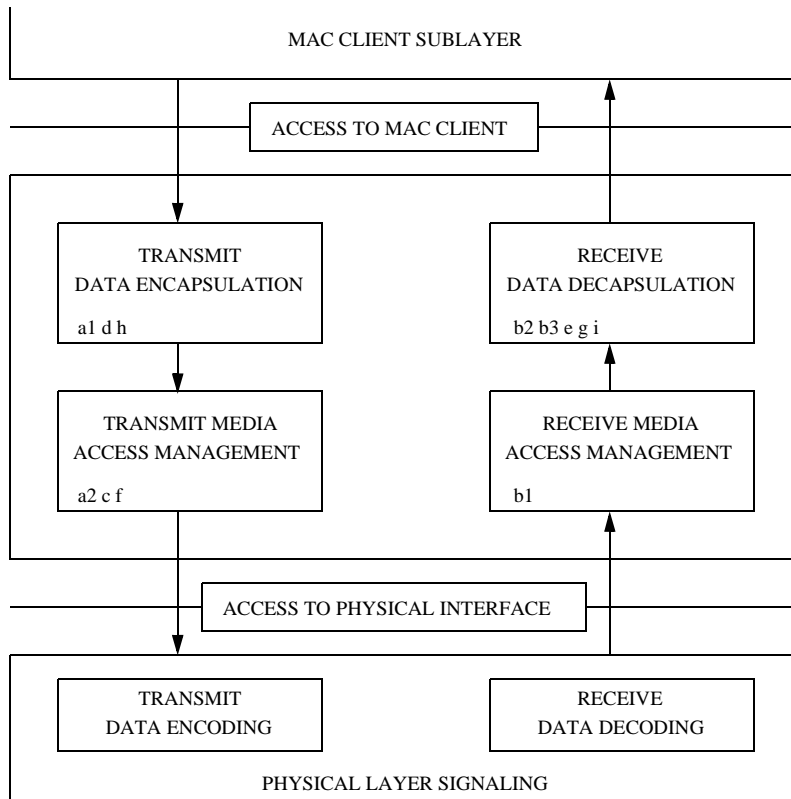 MAC CLIENT SUBLAYER
ACCESS TO MAC CLIENT
TRANSMIT
DATA ENCAPSULATION
a1 d h
RECEIVE
DATA DECAPSULATION
b2 b3 e g i
TRANSMIT MEDIA
ACCESS MANAGEMENT
a2 c f
RECEIVE MEDIA
ACCESS MANAGEMENT
b1
ACCESS TO PHYSICAL INTERFACE
TRANSMIT
DATA ENCODING
RECEIVE
DATA DECODING
PHYSICAL LAYER SIGNALING